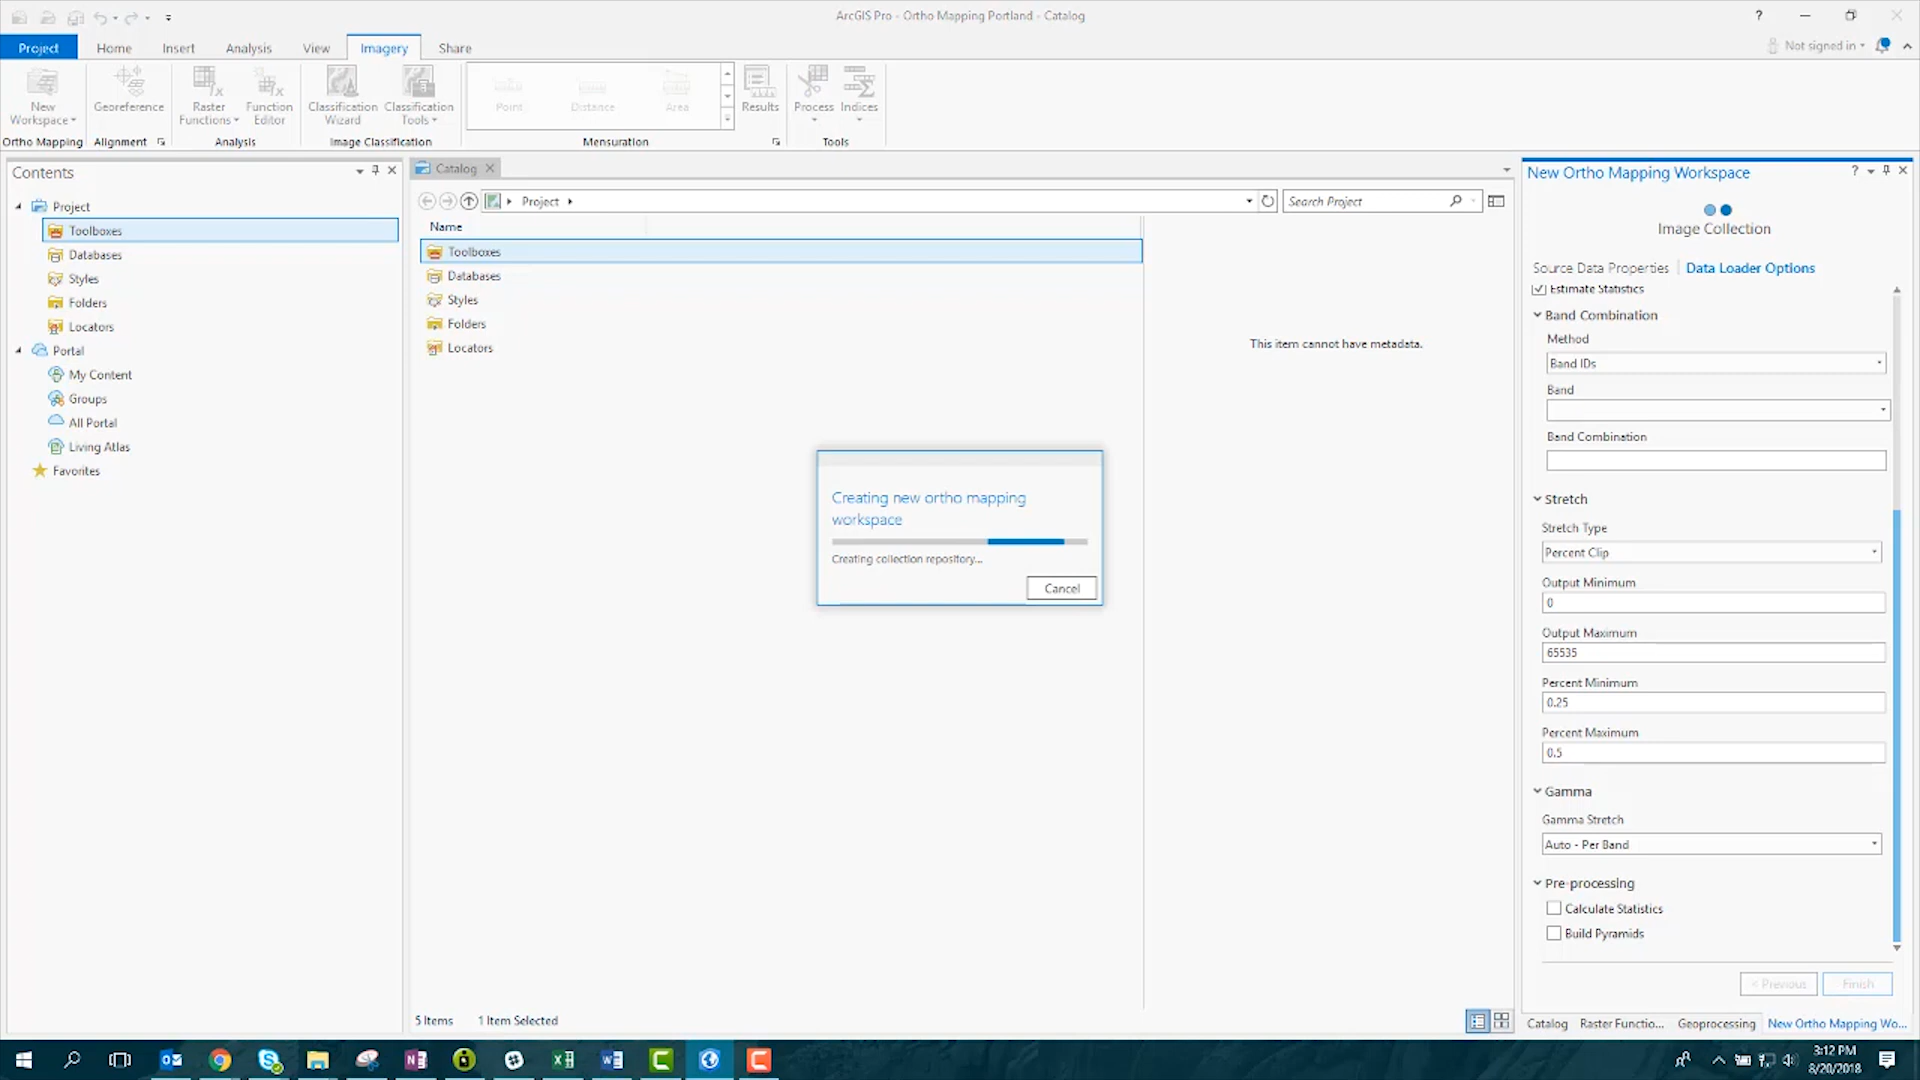 ArcGIS Pro - Ortho Mapping Portland - Catalog
?
Project
Home
Insert
Analysis
View
Imagery
Share
Not signed in
New
Workspace
Georeference
Raster
Functions
Function
Editor
Classification
Wizard
Classification
Tools
Point
Distance
Area
Results
Process
Indices
Ortho Mapping
Alignment
Analysis
Image Classification
Mensuration
Tools
Contents
Project
Toolboxes
Databases
Styles
Folders
Locators
Portal
My Content
Groups
All Portal
Living Atlas
Favorites
Catalog
Project
Search Project
Name
Toolboxes
Databases
Styles
Folders
Locators
This item cannot have metadata.
Creating new ortho mapping
workspace
Creating collection repository...
Cancel
5 Items
1 Item Selected
New Ortho Mapping Workspace
?
Image Collection
Source Data Properties
Data Loader Options
Estimate Statistics
Band Combination
Method
Band IDs
Band
Band Combination
Stretch
Stretch Type
Percent Clip
Output Minimum
0
Output Maximum
65535
Percent Minimum
0.25
Percent Maximum
0.5
Gamma
Gamma Stretch
Auto - Per Band
Pre-processing
Calculate Statistics
Build Pyramids
< Previous
Finish
Catalog
Raster Functio...
Geoprocessing
New Ortho Mapping Wo...
3:12 PM
8/20/2018